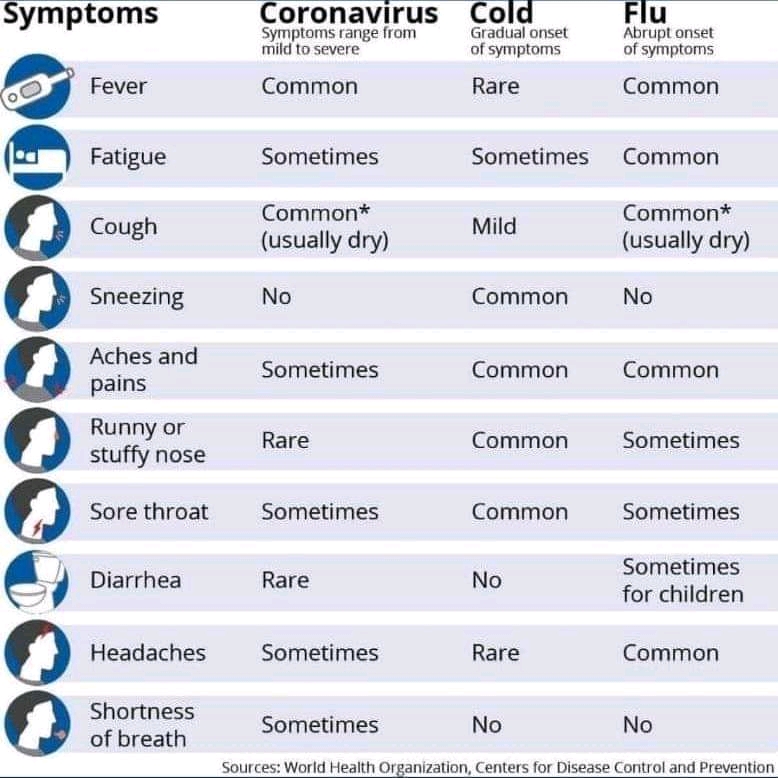 Symptoms Coronavirus Cold Flu
Symptoms range from Gradual onset Abrupt onset
mild to severe of symptoms of symptoms
Fever Common Rare Common
Fatigue Sometimes Sometimes Common
Cough Common* Mild Common*
(usually dry) (usually dry)
Sneezing No Common No
Aches and
pains Sometimes Common Common
Runny or
stuffy nose Rare Common Sometimes
Sore throat Sometimes Common Sometimes
Diarrhea Rare No Sometimes
for children
Headaches Sometimes Rare Common
Shortness
of breath Sometimes No No
Sources: World Health Organization, Centers for Disease Control and Prevention